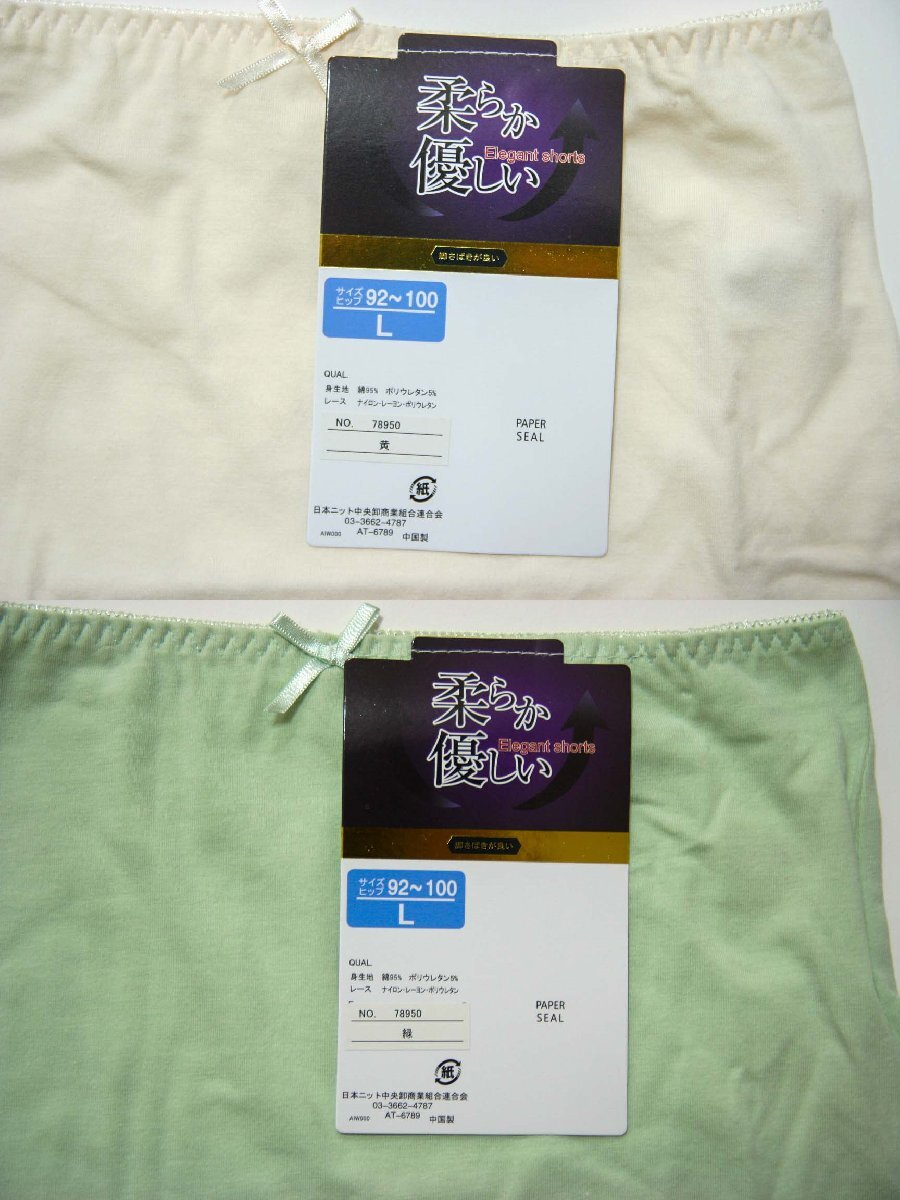 柔らか
優しい
Elegant shorts
脚さばきが良い
サイズ
ヒップ 92～100
L
QUAL.
身生地 綿95% ポリウレタン5%
レース ナイロン・レーヨン・ポリウレタン
NO. 78950
黄
PAPER
SEAL
紙
日本ニット中央卸商業組合連合会
03-3662-4787
AT-6789
AIW000 中国製
柔らか
優しい
Elegant shorts
脚さばきが良い
サイズ
ヒップ 92～100
L
QUAL.
身生地 綿95% ポリウレタン5%
レース ナイロン・レーヨン・ポリウレタン
NO. 78950
緑
PAPER
SEAL
紙
日本ニット中央卸商業組合連合会
03-3662-4787
AT-6789
AIW000 中国製